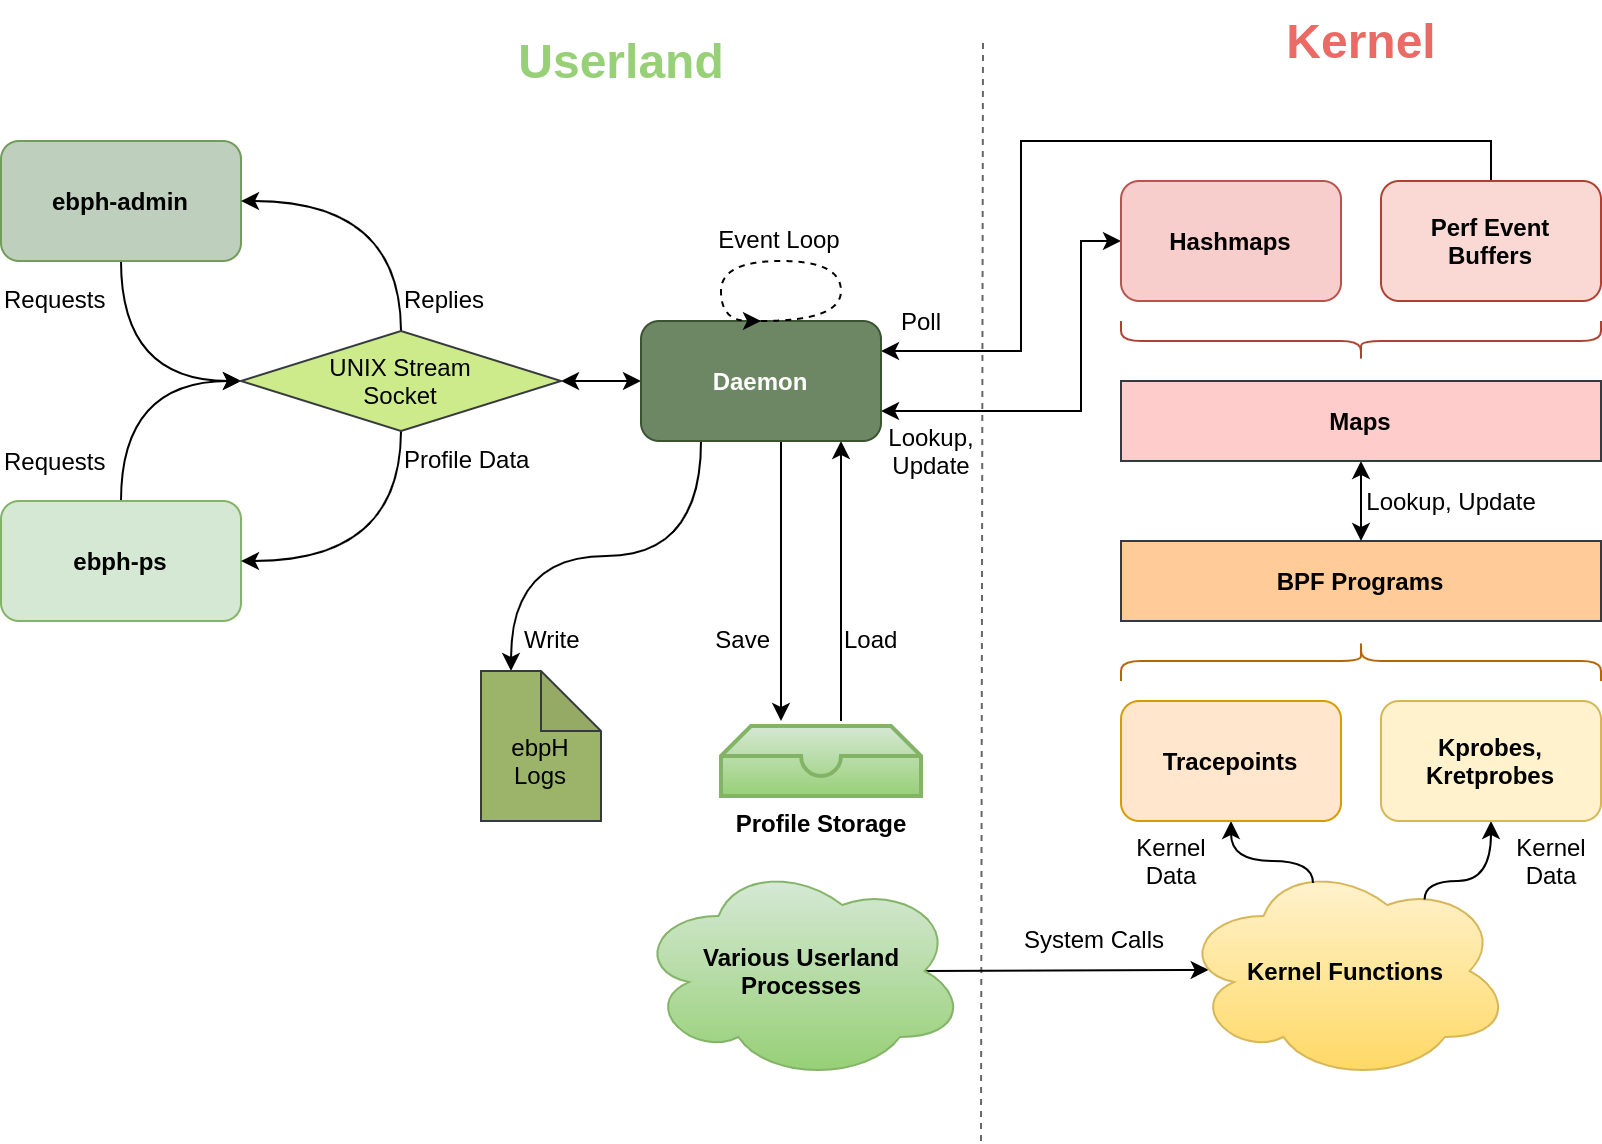 Userland
Kernel
ebph-admin
Requests
Replies
UNIX Stream
Socket
Requests
Profile Data
ebph-ps
Event Loop
Daemon
Poll
Lookup,
Update
Write
Save
Load
ebpH
Logs
Profile Storage
Various Userland
Processes
System Calls
Hashmaps
Perf Event
Buffers
Maps
Lookup, Update
BPF Programs
Tracepoints
Kprobes,
Kretprobes
Kernel
Data
Kernel
Data
Kernel Functions